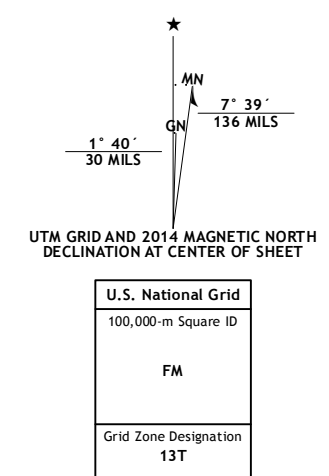 MN
7° 39´
136 MILS
GN
1° 40´
30 MILS
UTM GRID AND 2014 MAGNETIC NORTH
DECLINATION AT CENTER OF SHEET
U.S. National Grid
100,000-m Square ID
FM
Grid Zone Designation
13T